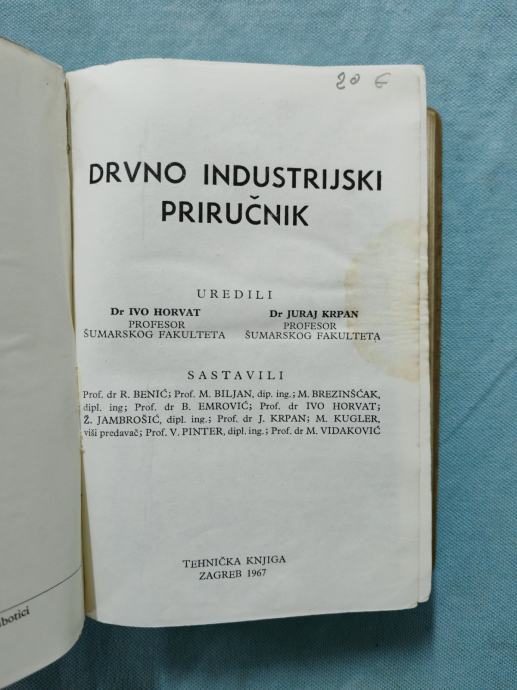 20 €
DRVNO INDUSTRIJSKI
PRIRUČNIK
UREDILI
Dr IVO HORVAT
PROFESOR
ŠUMARSKOG FAKULTETA
Dr JURAJ KRPAN
PROFESOR
ŠUMARSKOG FAKULTETA
SASTAVILI
Prof. dr R. BENIĆ; Prof. M. BILJAN, dip. ing.; M. BREZINŠĆAK,
dipl. ing; Prof. dr B. EMROVIĆ; Prof. dr IVO HORVAT;
Ž. JAMBROŠIĆ, dipl. ing.; Prof. dr J. KRPAN; M. KUGLER,
viši predavač; Prof. V. PINTER, dipl. ing.; Prof dr M. VIDAKOVIĆ
TEHNIČKA KNJIGA
ZAGREB 1967